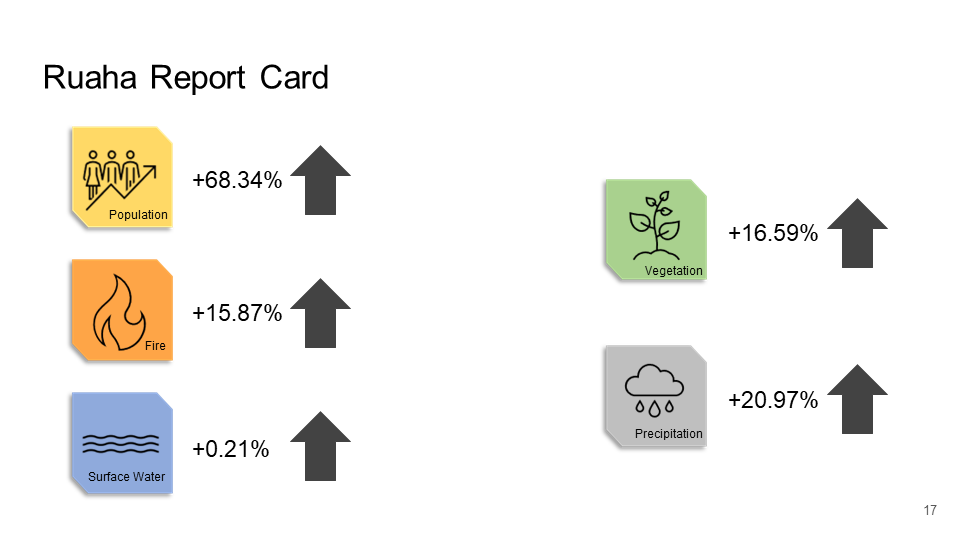 Ruaha Report Card
+68.34%
Population
+15.87%
Fire
+0.21%
Surface Water
+16.59%
Vegetation
+20.97%
Precipitation
17